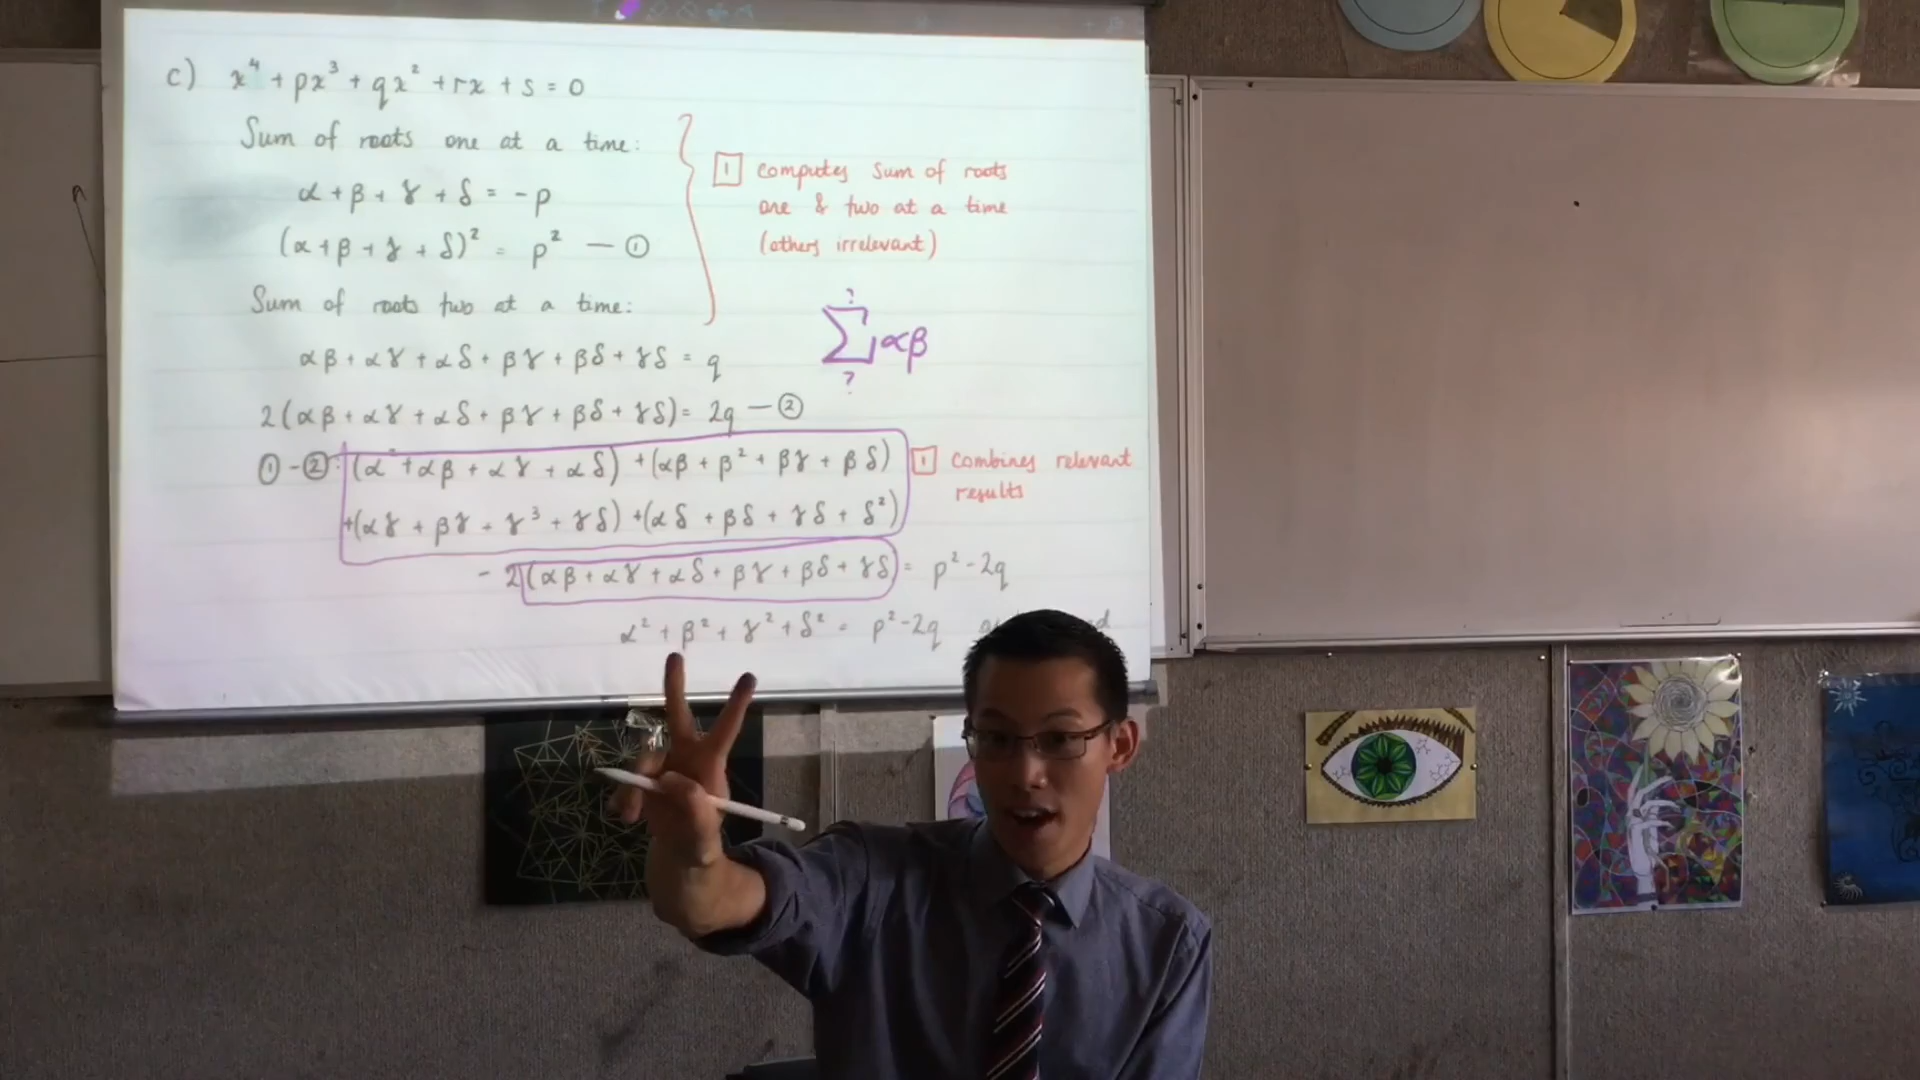 c) x⁴ + px³ + qx² + rx + s = 0
Sum of roots one at a time:
α + β + γ + δ = -p
(α + β + γ + δ)² = p² — ①
Sum of roots two at a time:
αβ + αγ + αδ + βγ + βδ + γδ = q
2(αβ + αγ + αδ + βγ + βδ + γδ) = 2q — ②
① - ②: (α² + αβ + αγ + αδ) + (αβ + β² + βγ + βδ)
+(αγ + βγ + γ³ + γδ) + (αδ + βδ + γδ + δ²)
- 2(αβ + αγ + αδ + βγ + βδ + γδ) = p² - 2q
α² + β² + γ² + δ² = p² - 2q
1 computes sum of roots
one & two at a time
(others irrelevant)
?
∑ αβ
?
1 combines relevant
results